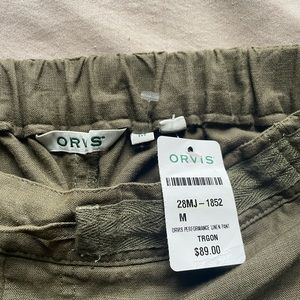 ORVIS
ORVIS
28MJ-1852
M
ORVIS PERFORMANCE LINEN PANT
TRGON
$89.00